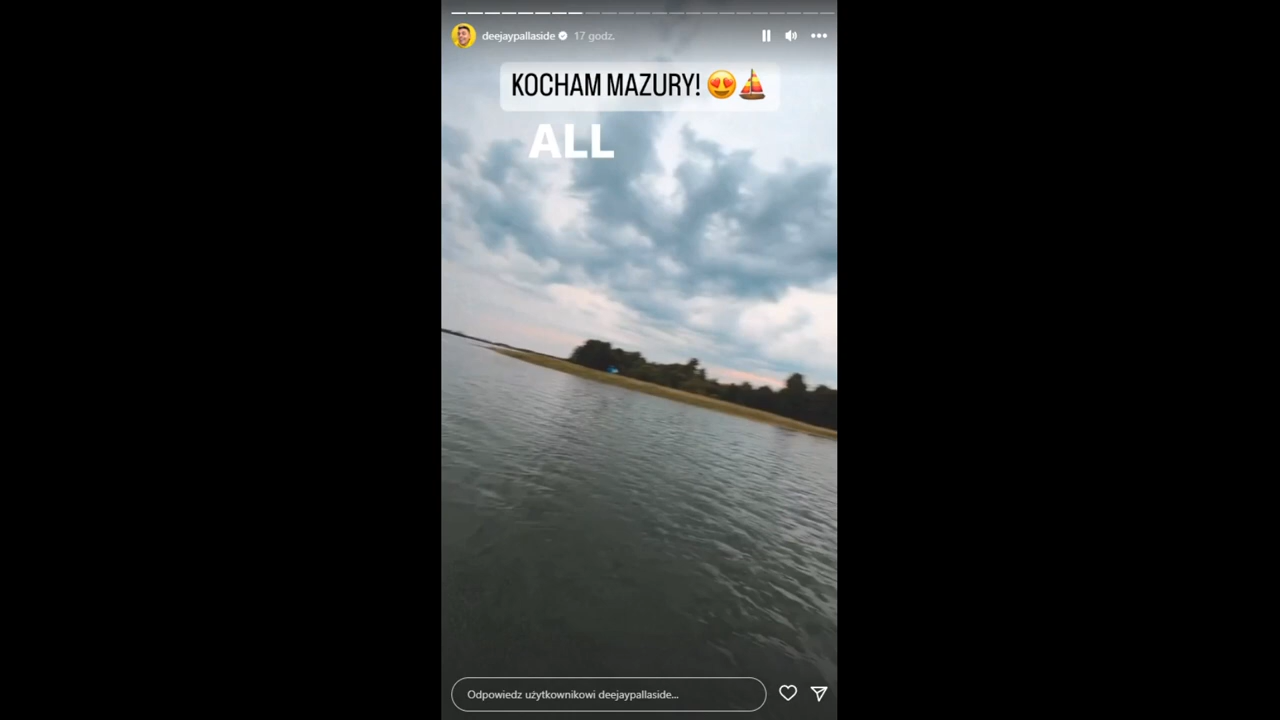 deejaypallaside 17 godz.
KOCHAM MAZURY! 😍⛵
ALL
Odpowiedz użytkownikowi deejaypallaside...